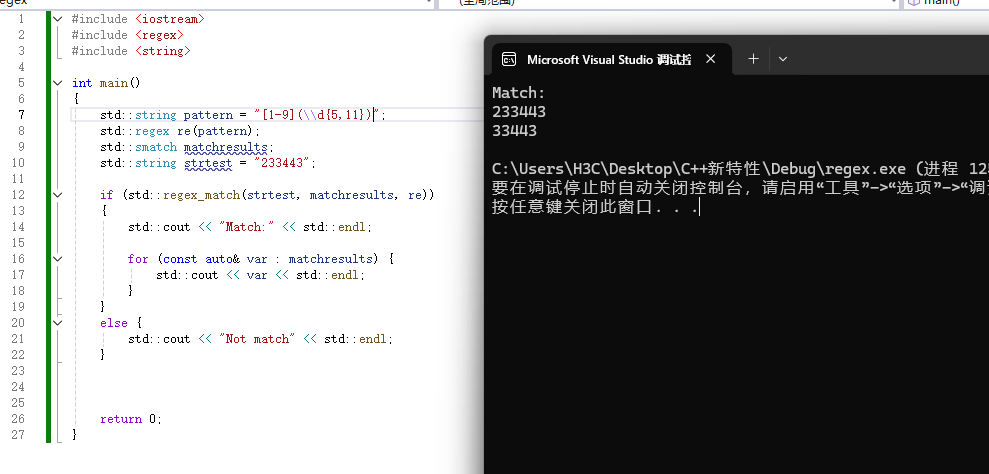 regex
(全局范围)
main()
1 #include <iostream>
2 #include <regex>
3 #include <string>
4
5 int main()
6 {
7 std::string pattern = "[1-9](\\d{5,11})";
8 std::regex re(pattern);
9 std::smatch matchresults;
10 std::string strtest = "233443";
11
12 if (std::regex_match(strtest, matchresults, re))
13 {
14 std::cout << "Match:" << std::endl;
15
16 for (const auto& var : matchresults) {
17 std::cout << var << std::endl;
18 }
19 }
20 else {
21 std::cout << "Not match" << std::endl;
22 }
23
24
25
26 return 0;
27 }
Microsoft Visual Studio 调试控
Match:
233443
33443
C:\Users\H3C\Desktop\C++新特性\Debug\regex.exe (进程 125
要在调试停止时自动关闭控制台，请启用“工具”->“选项”->“调
按任意键关闭此窗口. . .